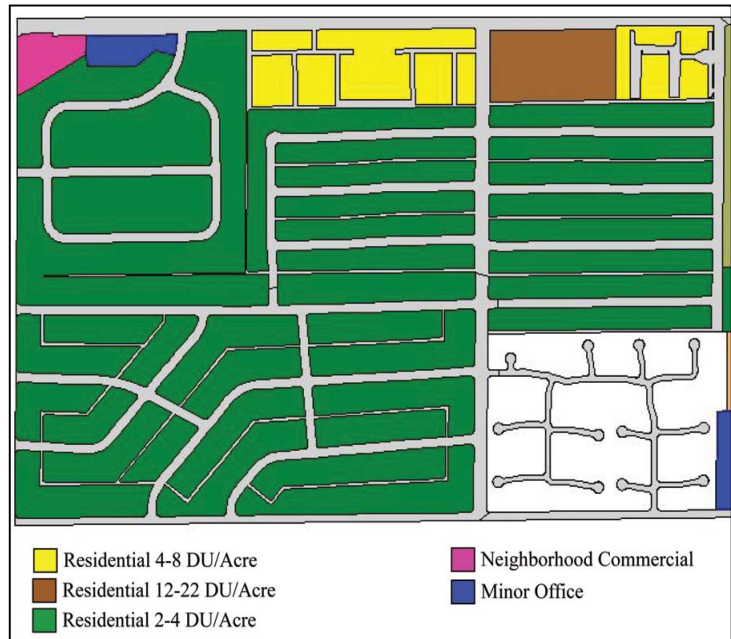 Residential 4-8 DU/Acre
Residential 12-22 DU/Acre
Residential 2-4 DU/Acre
Neighborhood Commercial
Minor Office